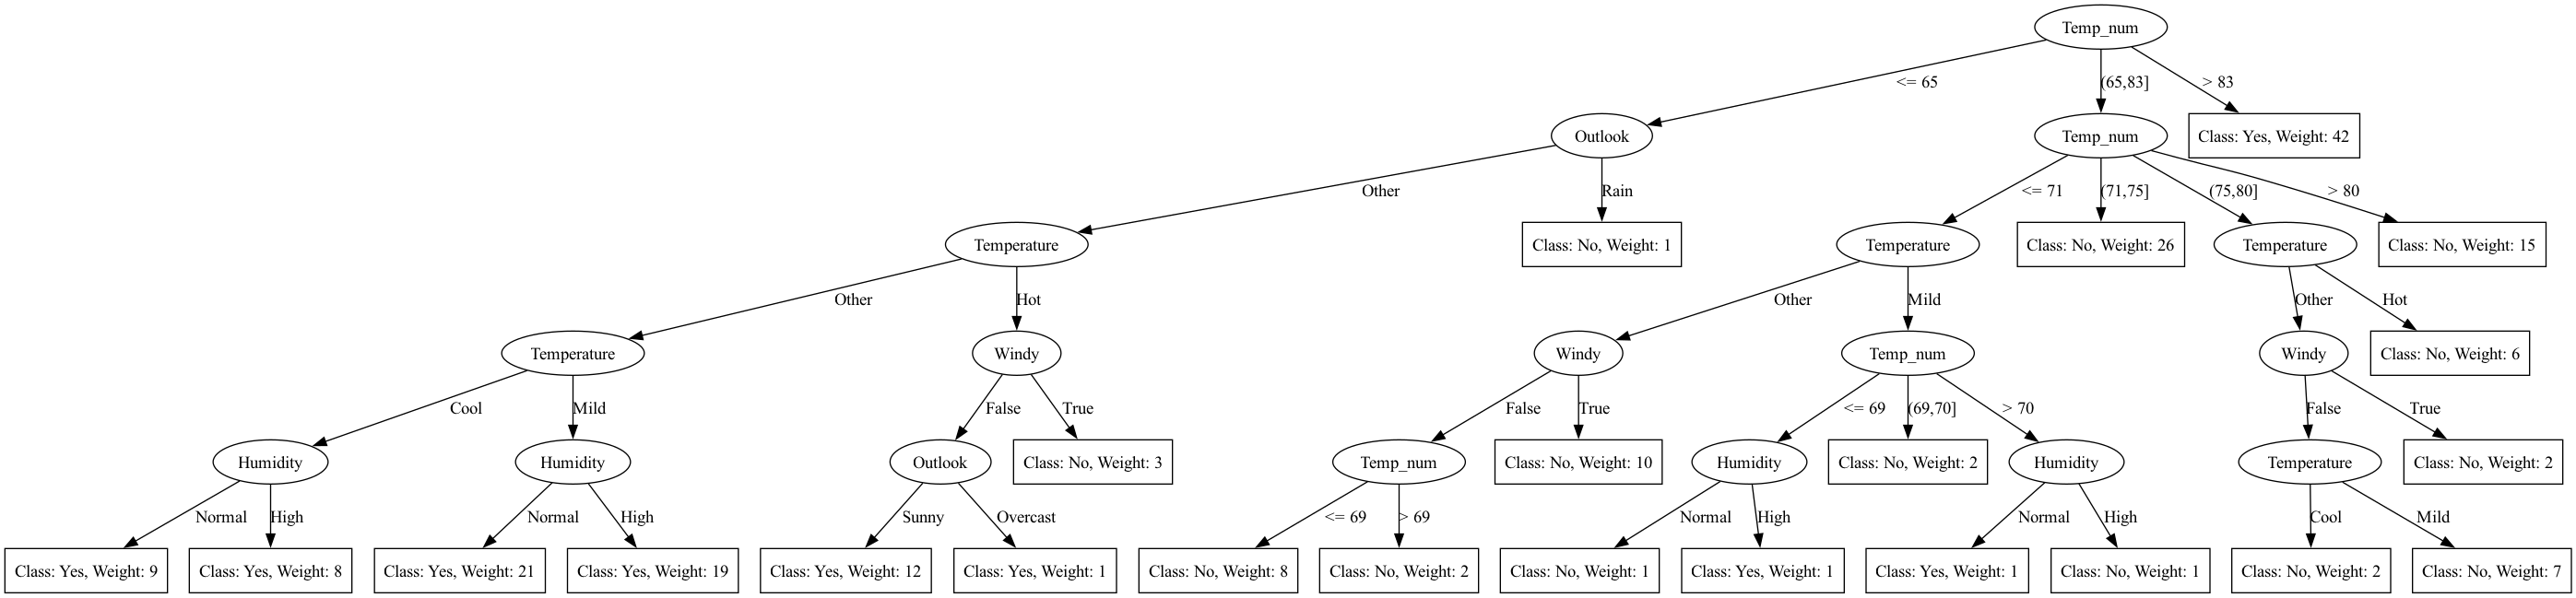 Temp_num
<= 65
(65,83]
> 83
Outlook
Temp_num
Class: Yes, Weight: 42
Other
Rain
<= 71
(71,75]
(75,80]
> 80
Temperature
Class: No, Weight: 1
Temperature
Class: No, Weight: 26
Temperature
Class: No, Weight: 15
Other
Hot
Other
Mild
Other
Hot
Temperature
Windy
Windy
Temp_num
Windy
Class: No, Weight: 6
Cool
Mild
False
True
False
True
<= 69
(69,70]
> 70
False
True
Humidity
Humidity
Outlook
Class: No, Weight: 3
Temp_num
Class: No, Weight: 10
Humidity
Class: No, Weight: 2
Humidity
Temperature
Class: No, Weight: 2
Normal
High
Normal
High
Sunny
Overcast
<= 69
> 69
Normal
High
Normal
High
Cool
Mild
Class: Yes, Weight: 9
Class: Yes, Weight: 8
Class: Yes, Weight: 21
Class: Yes, Weight: 19
Class: Yes, Weight: 12
Class: Yes, Weight: 1
Class: No, Weight: 8
Class: No, Weight: 2
Class: No, Weight: 1
Class: Yes, Weight: 1
Class: Yes, Weight: 1
Class: No, Weight: 1
Class: No, Weight: 2
Class: No, Weight: 7